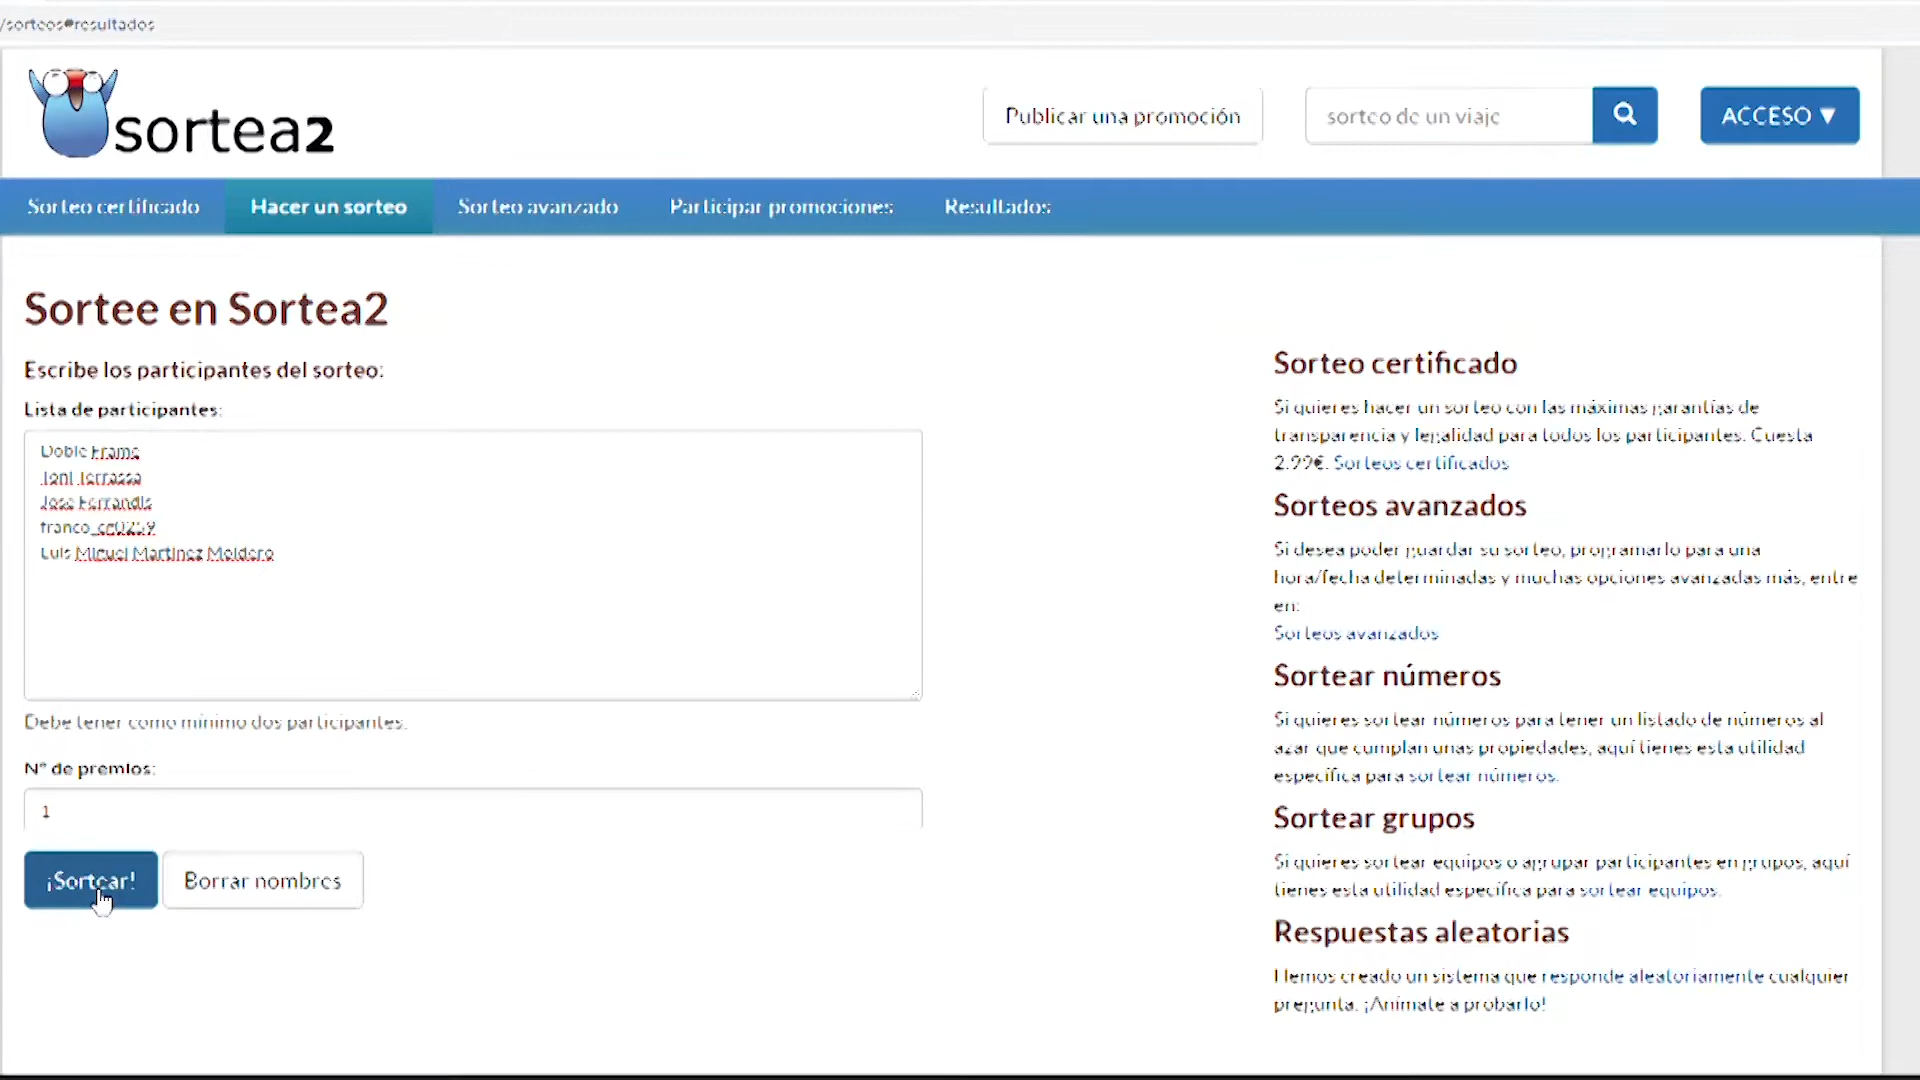 /sorteos#resultados
sortea2
Publicar una promoción
sorteo de un viaje
ACCESO ▼
Sorteo certificado
Hacer un sorteo
Sorteo avanzado
Participar promociones
Resultados
Sortee en Sortea2
Escribe los participantes del sorteo:
Lista de participantes:
Doble Frame
Toni Terrassa
Jose Ferrandis
franco_cr0259
Luis Miguel Martinez Meldero
Debe tener como mínimo dos participantes.
Nº de premios:
1
¡Sortear!
Borrar nombres
Sorteo certificado
Si quieres hacer un sorteo con las máximas garantías de
transparencia y legalidad para todos los participantes. Cuesta
2.99€. Sorteos certificados
Sorteos avanzados
Si desea poder guardar su sorteo, programarlo para una
hora/fecha determinadas y muchas opciones avanzadas más, entre
en:
Sorteos avanzados
Sortear números
Si quieres sortear números para tener un listado de números al
azar que cumplan unas propiedades, aquí tienes esta utilidad
específica para sortear números.
Sortear grupos
Si quieres sortear equipos o agrupar participantes en grupos, aquí
tienes esta utilidad específica para sortear equipos.
Respuestas aleatorias
Hemos creado un sistema que responde aleatoriamente cualquier
pregunta. ¡Anímate a probarlo!